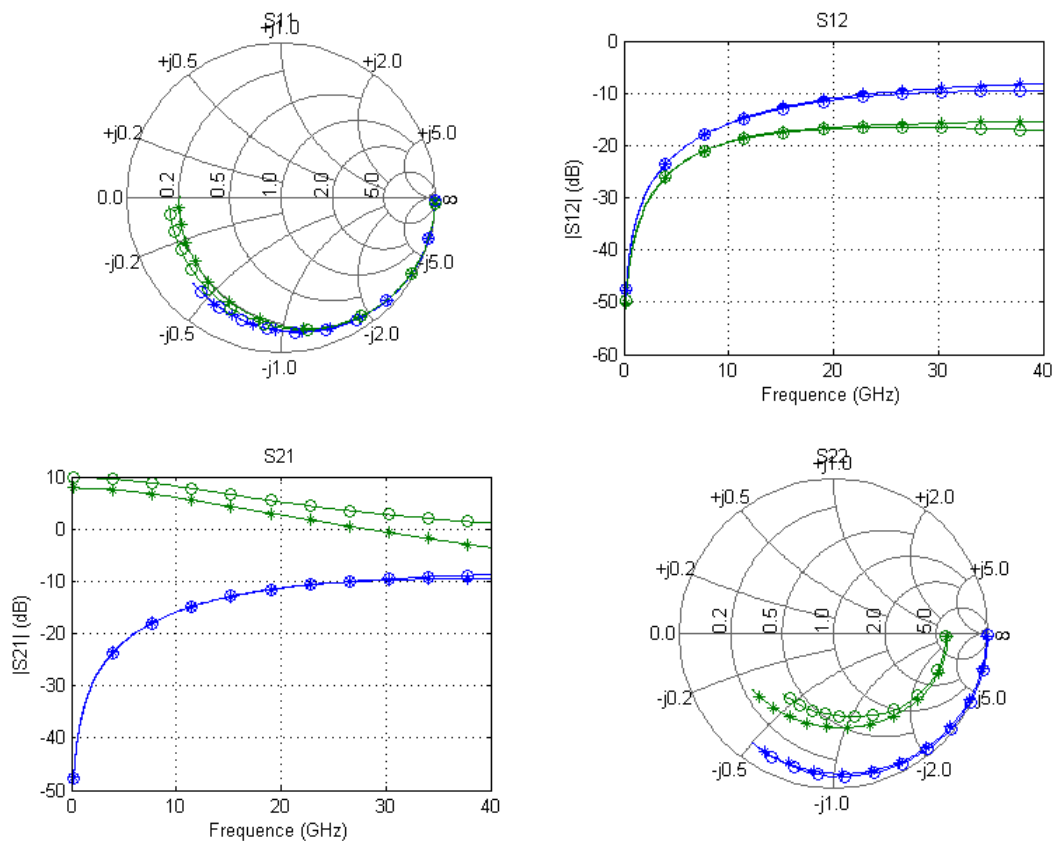 S11
+j1.0
+j0.5
+j2.0
+j0.2
+j5.0
0.0
0.2
0.5
1.0
2.0
5.0
∞
-j0.2
-j5.0
-j0.5
-j2.0
-j1.0
S12
0
-10
-20
-30
-40
-50
-60
|S12| (dB)
0
10
20
30
40
Frequence (GHz)
S21
10
0
-10
-20
-30
-40
-50
|S21| (dB)
0
10
20
30
40
Frequence (GHz)
S22
+j1.0
+j0.5
+j2.0
+j0.2
+j5.0
0.0
0.2
0.5
1.0
2.0
5.0
∞
-j0.2
-j5.0
-j0.5
-j2.0
-j1.0